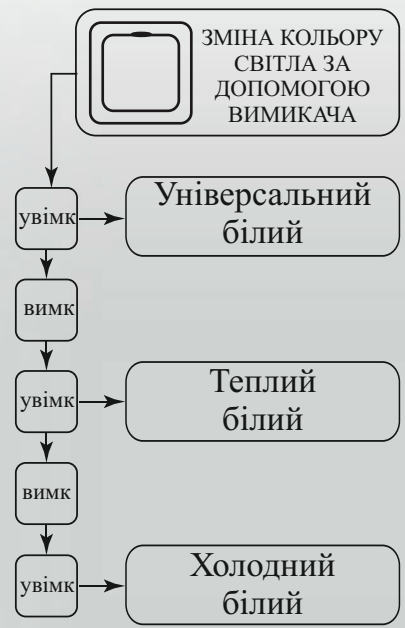 ЗМІНА КОЛЬОРУ
СВІТЛА ЗА
ДОПОМОГОЮ
ВИМИКАЧА
увімк
Універсальний
білий
вимк
увімк
Теплий
білий
вимк
увімк
Холодний
білий